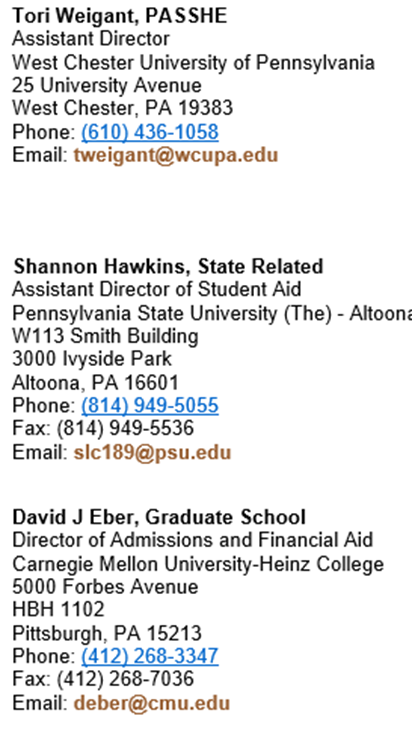 Tori Weigant, PASSHE
Assistant Director
West Chester University of Pennsylvania
25 University Avenue
West Chester, PA 19383
Phone: (610) 436-1058
Email: tweigant@wcupa.edu
Shannon Hawkins, State Related
Assistant Director of Student Aid
Pennsylvania State University (The) - Altoona
W113 Smith Building
3000 Ivyside Park
Altoona, PA 16601
Phone: (814) 949-5055
Fax: (814) 949-5536
Email: slc189@psu.edu
David J Eber, Graduate School
Director of Admissions and Financial Aid
Carnegie Mellon University-Heinz College
5000 Forbes Avenue
HBH 1102
Pittsburgh, PA 15213
Phone: (412) 268-3347
Fax: (412) 268-7036
Email: deber@cmu.edu